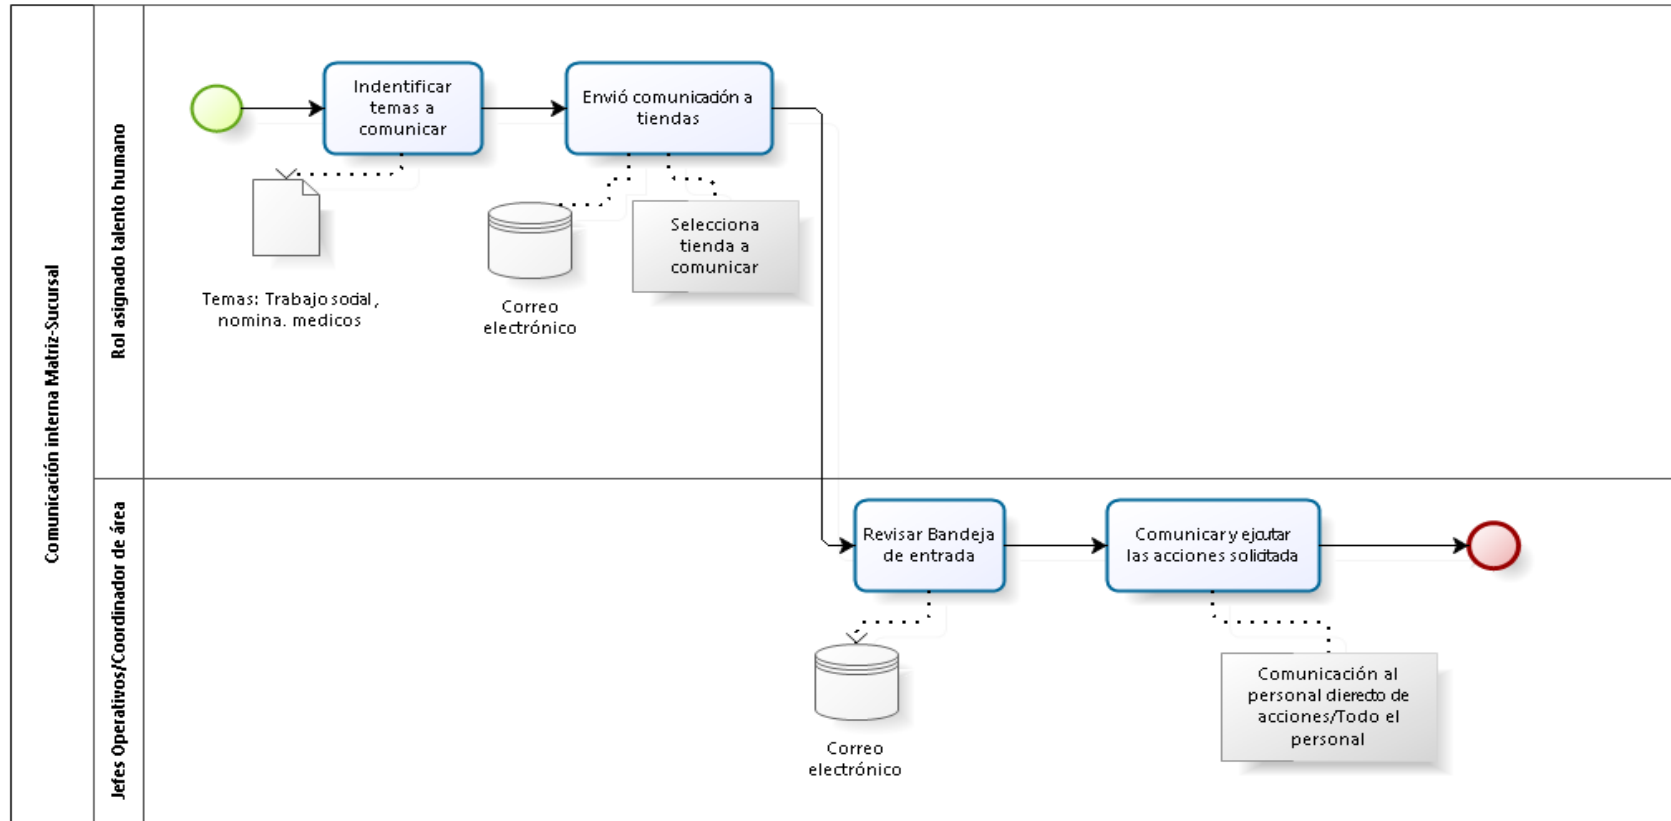 Comunicación interna Matriz-Sucursal
Rol asignado talento humano
Indentificar
temas a
comunicar
Envió comunicación a
tiendas
Temas: Trabajo social,
nomina. medicos
Correo
electrónico
Selecciona
tienda a
comunicar
Jefes Operativos/Coordinador de área
Revisar Bandeja
de entrada
Comunicar y ejcutar
las acciones solicitada
Correo
electrónico
Comunicación al
personal dierecto de
acciones/Todo el
personal